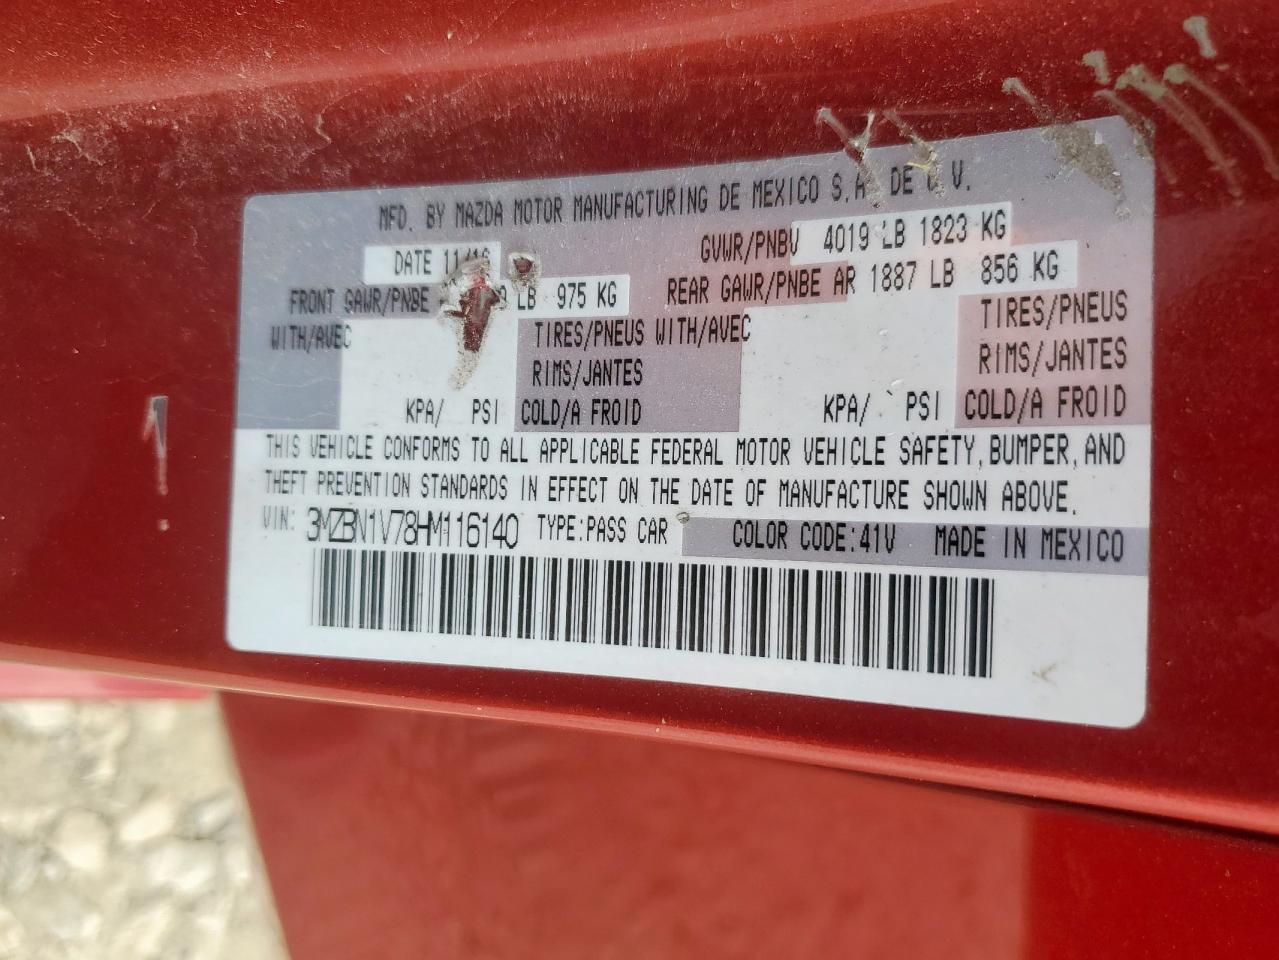 MFD. BY MAZDA MOTOR MANUFACTURING DE MEXICO S.A. DE C.V.
DATE 11/16 GVWR/PNBV 4019 LB 1823 KG
FRONT GAWR/PNBE LB 975 KG REAR GAWR/PNBE AR 1887 LB 856 KG
WITH/AVEC TIRES/PNEUS WITH/AVEC TIRES/PNEUS
RIMS/JANTES RIMS/JANTES
KPA/ PSI COLD/A FROID KPA/ PSI COLD/A FROID
THIS VEHICLE CONFORMS TO ALL APPLICABLE FEDERAL MOTOR VEHICLE SAFETY, BUMPER, AND
THEFT PREVENTION STANDARDS IN EFFECT ON THE DATE OF MANUFACTURE SHOWN ABOVE.
VIN: 3MZBN1V78HM116140 TYPE:PASS CAR COLOR CODE:41V MADE IN MEXICO